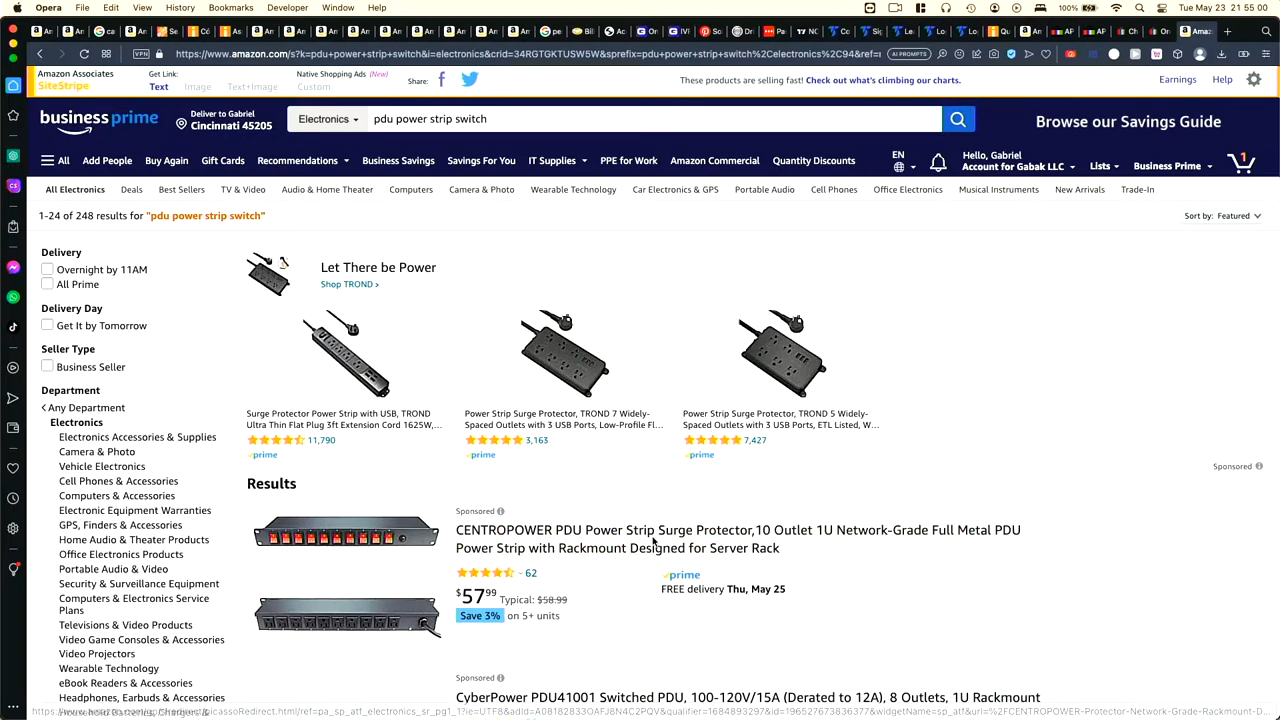 Opera File Edit View History Bookmarks Developer Window Help 100% Tue May 23 21 55 00
VPN https://www.amazon.com/s?k=pdu+power+strip+switch&i=electronics&crid=34RGTGKTUSW5W&sprefix=pdu+power+strip+switch%2Celectronics%2C94&ref= AI PROMPTS
Amazon Associates
SiteStripe
Get Link:
Text Image Text+Image
Native Shopping Ads (New)
Custom
Share:
These products are selling fast! Check out what's climbing our charts.
Earnings Help
business prime
Deliver to Gabriel
Cincinnati 45205
Electronics
pdu power strip switch
Browse our Savings Guide
All Add People Buy Again Gift Cards Recommendations Business Savings Savings For You IT Supplies PPE for Work Amazon Commercial Quantity Discounts
EN
Hello, Gabriel
Account for Gabak LLC
Lists
Business Prime
1
All Electronics Deals Best Sellers TV & Video Audio & Home Theater Computers Camera & Photo Wearable Technology Car Electronics & GPS Portable Audio Cell Phones Office Electronics Musical Instruments New Arrivals Trade-In
1-24 of 248 results for "pdu power strip switch"
Sort by: Featured
Delivery
Overnight by 11AM
All Prime
Delivery Day
Get It by Tomorrow
Seller Type
Business Seller
Department
Any Department
Electronics
Electronics Accessories & Supplies
Camera & Photo
Vehicle Electronics
Cell Phones & Accessories
Computers & Accessories
Electronic Equipment Warranties
GPS, Finders & Accessories
Home Audio & Theater Products
Office Electronics Products
Portable Audio & Video
Security & Surveillance Equipment
Computers & Electronics Service
Plans
Televisions & Video Products
Video Game Consoles & Accessories
Video Projectors
Wearable Technology
eBook Readers & Accessories
Headphones, Earbuds & Accessories
Let There be Power
Shop TROND >
Surge Protector Power Strip with USB, TROND
Ultra Thin Flat Plug 3ft Extension Cord 1625W,...
11,790
prime
Power Strip Surge Protector, TROND 7 Widely-
Spaced Outlets with 3 USB Ports, Low-Profile Fl...
3,163
prime
Power Strip Surge Protector, TROND 5 Widely-
Spaced Outlets with 3 USB Ports, ETL Listed, W...
7,427
prime
Sponsored
Results
Sponsored
CENTROPOWER PDU Power Strip Surge Protector,10 Outlet 1U Network-Grade Full Metal PDU
Power Strip with Rackmount Designed for Server Rack
62
$57 99 Typical: $58.99
Save 3% on 5+ units
prime
FREE delivery Thu, May 25
Sponsored
CyberPower PDU41001 Switched PDU, 100-120V/15A (Derated to 12A), 8 Outlets, 1U Rackmount